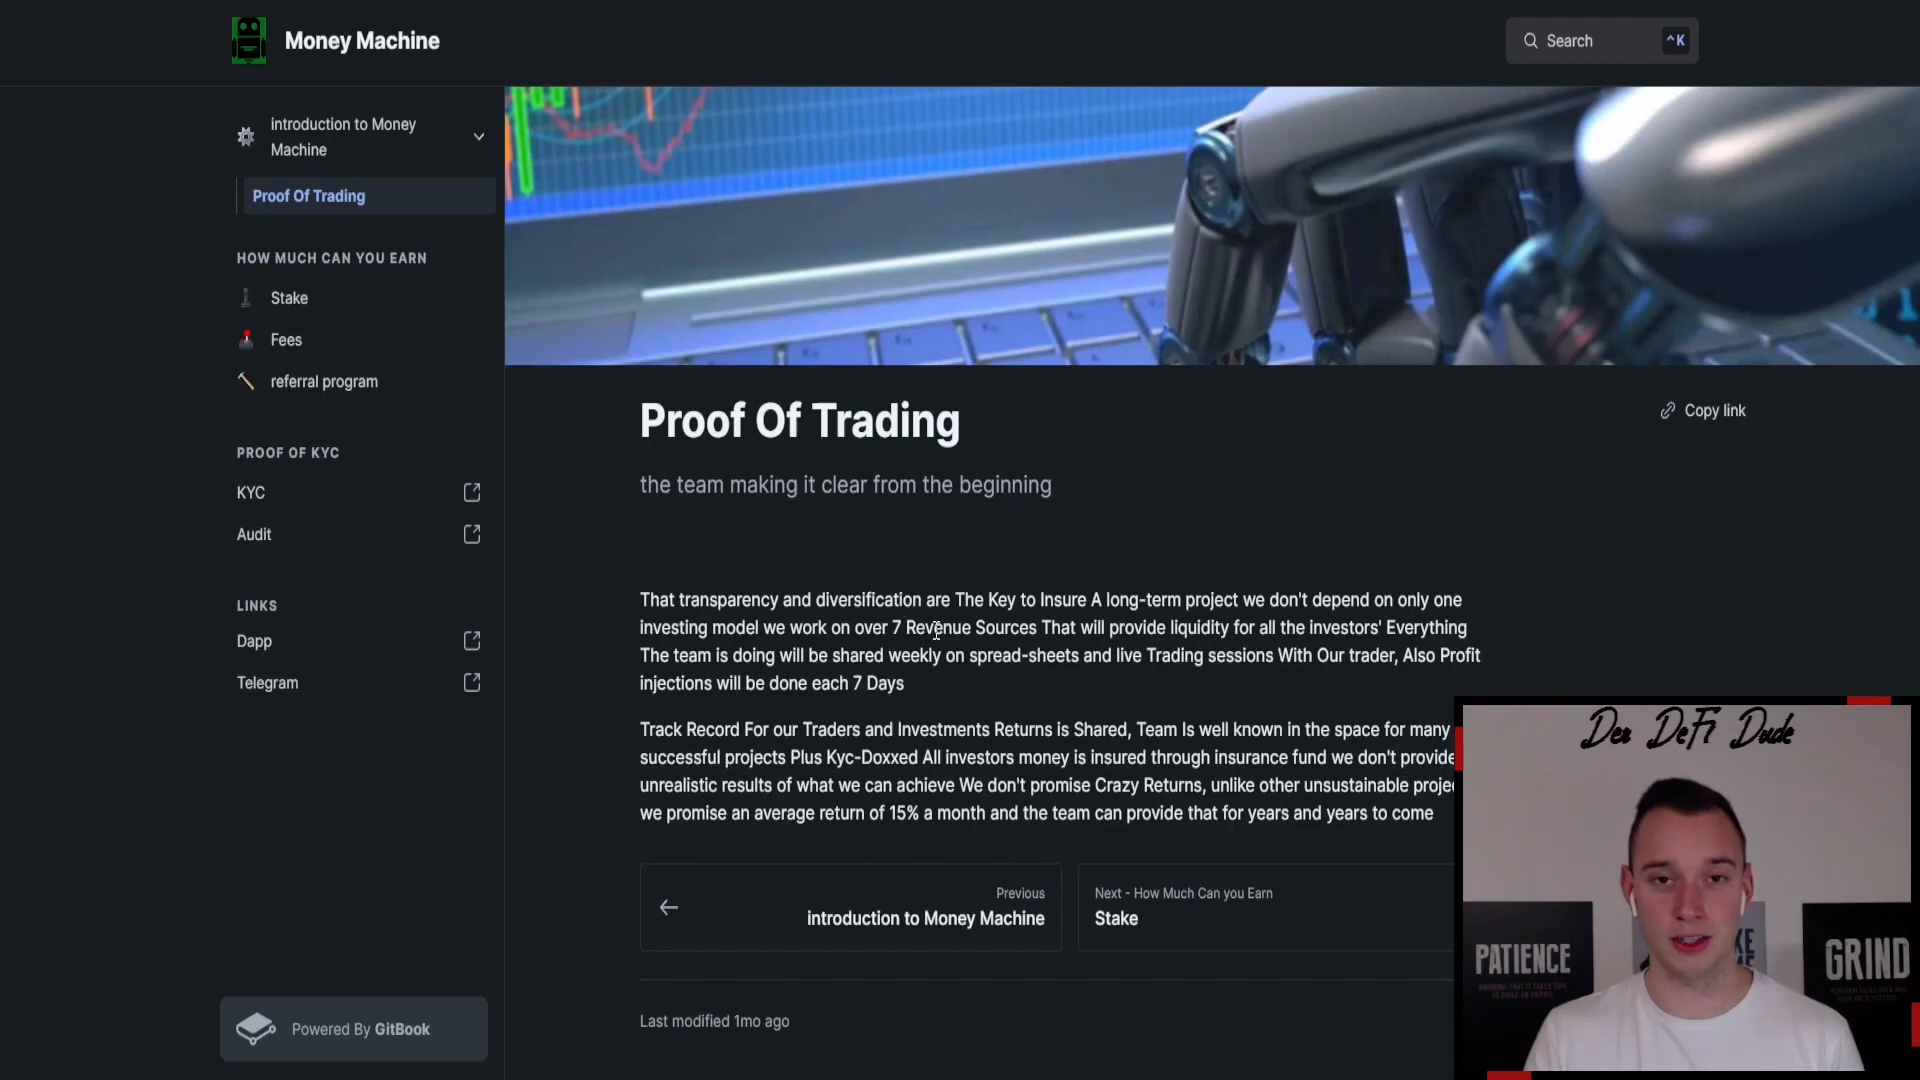 Money Machine
Search
^K
introduction to Money
Machine
Proof Of Trading
HOW MUCH CAN YOU EARN
Stake
Fees
referral program
PROOF OF KYC
KYC
Audit
LINKS
Dapp
Telegram
Powered By GitBook
Proof Of Trading
Copy link
the team making it clear from the beginning
That transparency and diversification are The Key to Insure A long-term project we don't depend on only one
investing model we work on over 7 Revenue Sources That will provide liquidity for all the investors' Everything
The team is doing will be shared weekly on spread-sheets and live Trading sessions With Our trader, Also Profit
injections will be done each 7 Days
Track Record For our Traders and Investments Returns is Shared, Team Is well known in the space for many
successful projects Plus Kyc-Doxxed All investors money is insured through insurance fund we don't provide
unrealistic results of what we can achieve We don't promise Crazy Returns, unlike other unsustainable proje
we promise an average return of 15% a month and the team can provide that for years and years to come
Previous
introduction to Money Machine
Next - How Much Can you Earn
Stake
Last modified 1mo ago
Der DeFi Dude
PATIENCE
GRIND